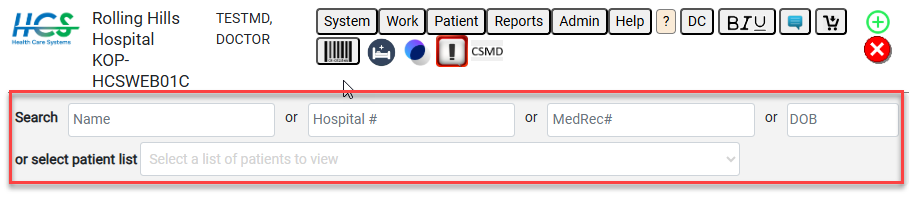 HCS
Health Care Systems
Rolling Hills
Hospital
KOP-
HCSWEB01C
TESTMD,
DOCTOR
System Work Patient Reports Admin Help ? DC B I U
! CSMD
Search Name or Hospital # or MedRec# or DOB
or select patient list Select a list of patients to view